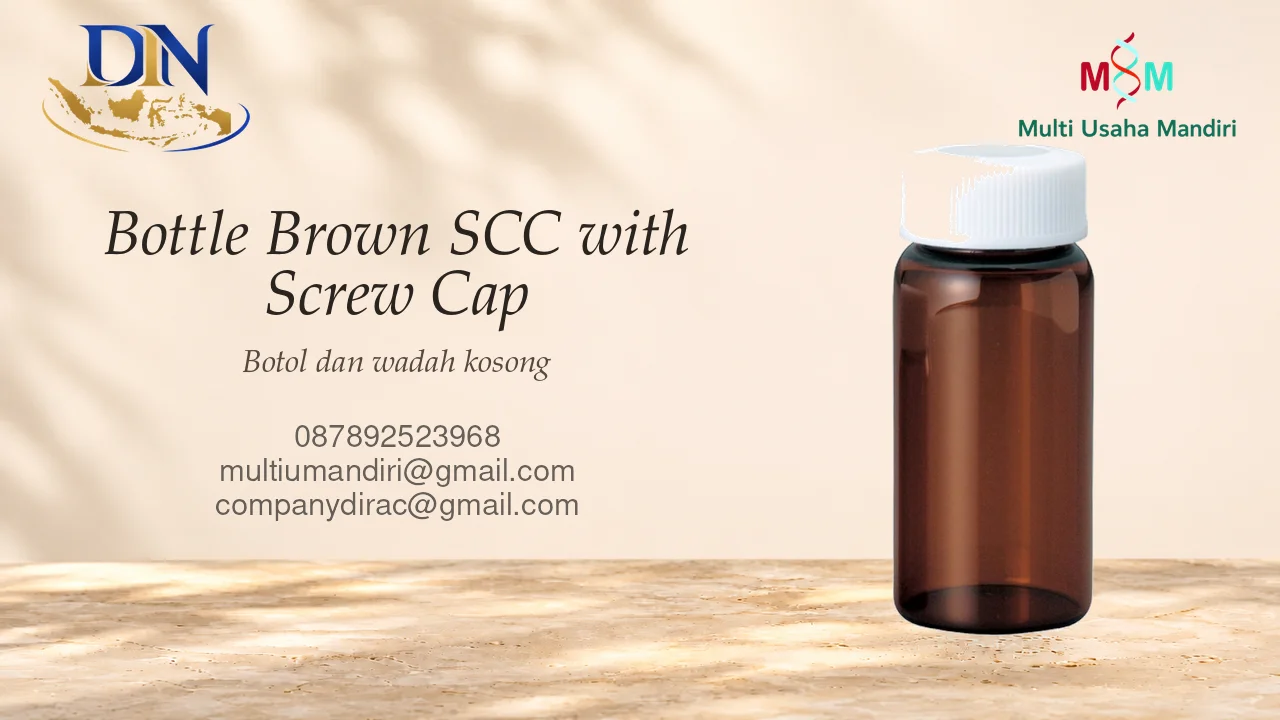 DIN
M M
Multi Usaha Mandiri
Bottle Brown SCC with
Screw Cap
Botol dan wadah kosong
087892523968
multiumandiri@gmail.com
companydirac@gmail.com